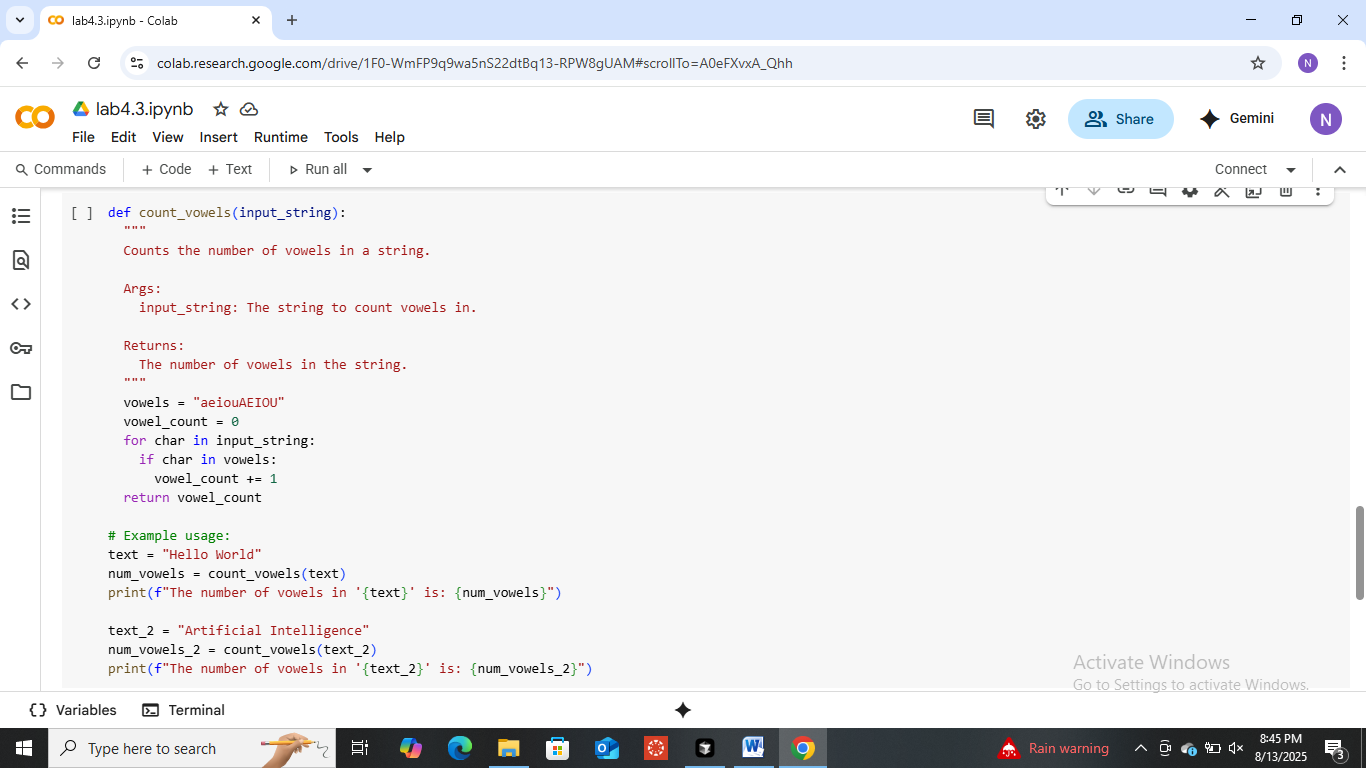 lab4.3.ipynb - Colab
colab.research.google.com/drive/1F0-WmFP9q9wa5nS22dtBq13-RPW8gUAM#scrollTo=A0eFXvxA_Qhh
N
lab4.3.ipynb
File Edit View Insert Runtime Tools Help
Share
Gemini
N
Commands + Code + Text Run all
Connect
[ ] def count_vowels(input_string):
"""
Counts the number of vowels in a string.
Args:
input_string: The string to count vowels in.
Returns:
The number of vowels in the string.
"""
vowels = "aeiouAEIOU"
vowel_count = 0
for char in input_string:
if char in vowels:
vowel_count += 1
return vowel_count
# Example usage:
text = "Hello World"
num_vowels = count_vowels(text)
print(f"The number of vowels in '{text}' is: {num_vowels}")
text_2 = "Artificial Intelligence"
num_vowels_2 = count_vowels(text_2)
print(f"The number of vowels in '{text_2}' is: {num_vowels_2}")
Activate Windows
Go to Settings to activate Windows.
Variables Terminal
Type here to search
Rain warning
8:45 PM
8/13/2025
3